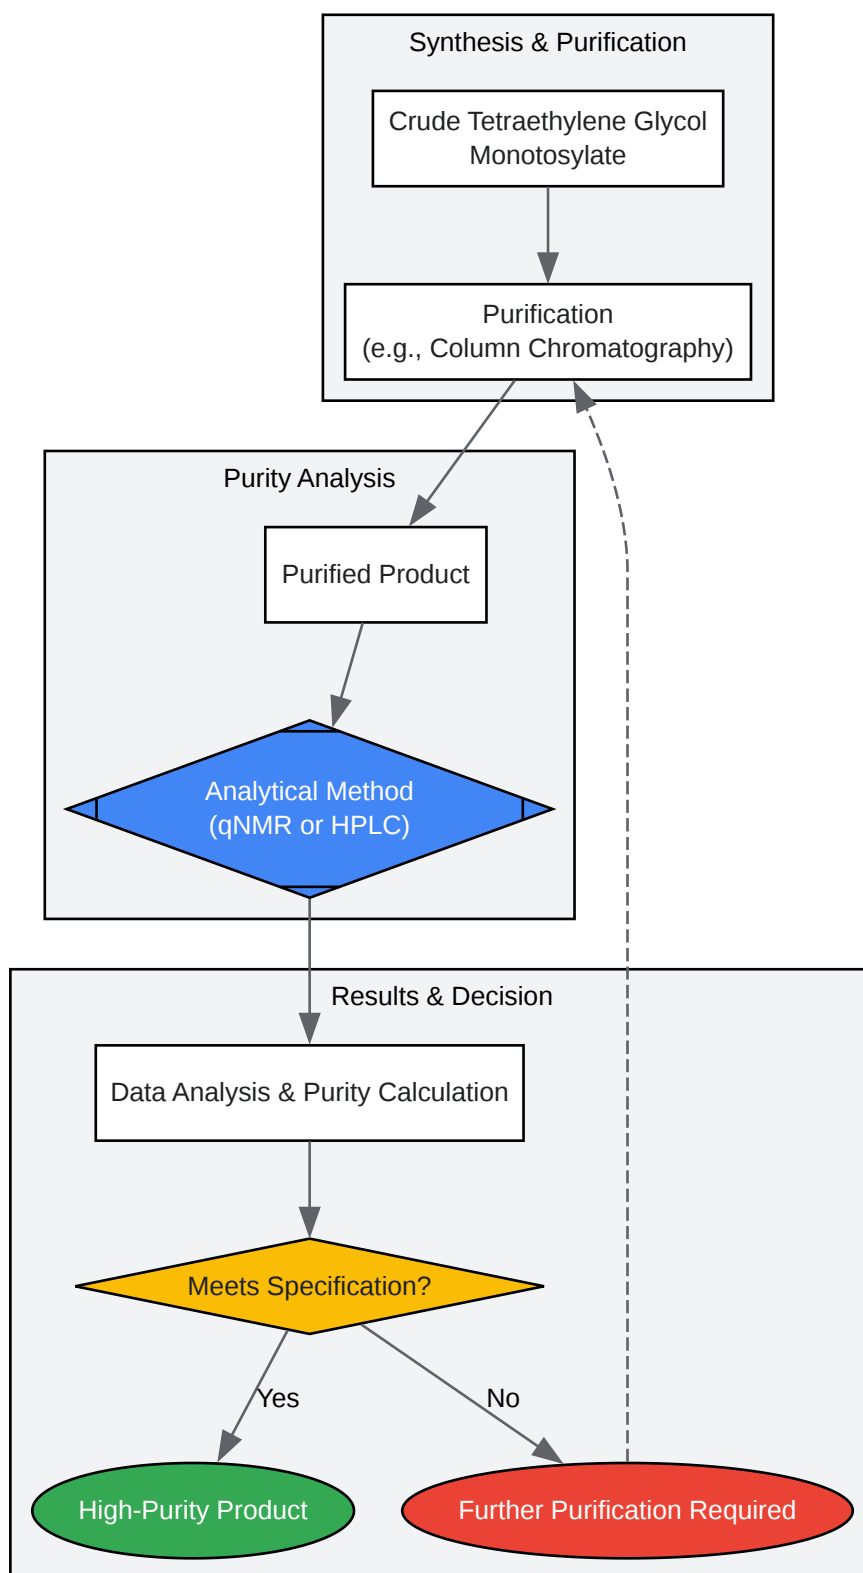 Synthesis & Purification
Crude Tetraethylene Glycol
Monotosylate
Purification
(e.g., Column Chromatography)
Purity Analysis
Purified Product
Analytical Method
(qNMR or HPLC)
Results & Decision
Data Analysis & Purity Calculation
Meets Specification?
Yes
No
High-Purity Product
Further Purification Required